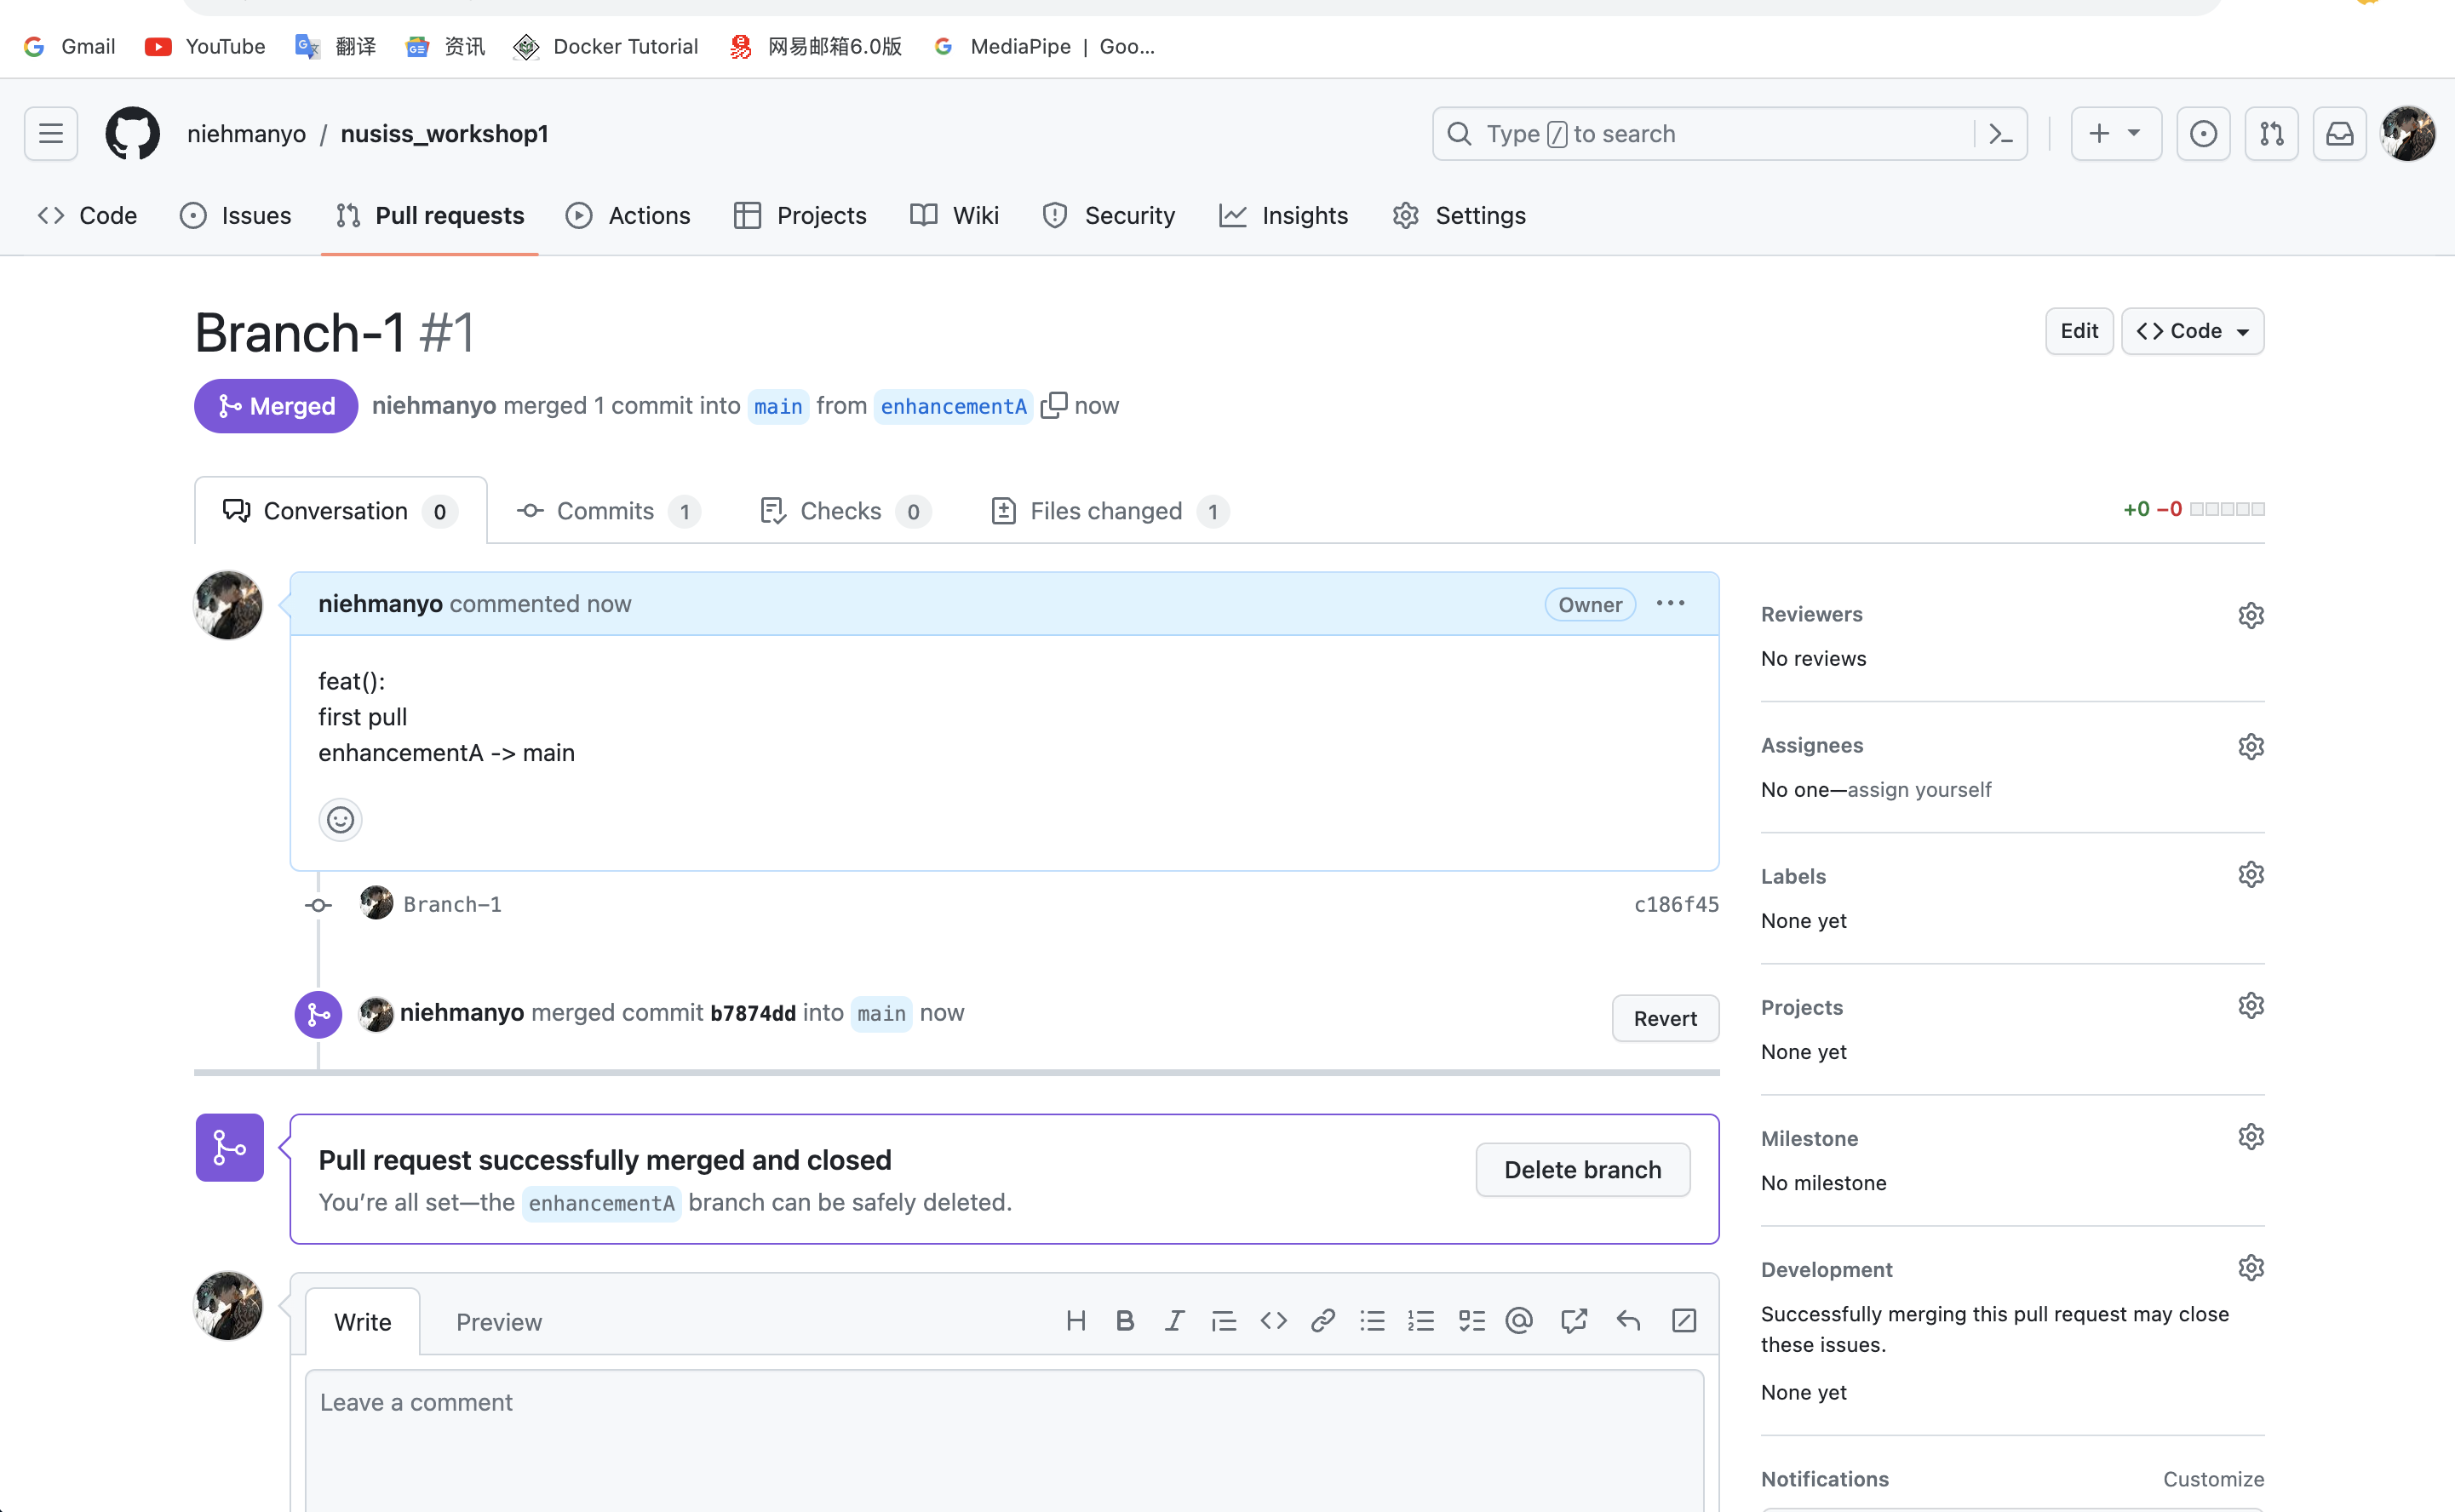 Gmail YouTube 翻译 资讯 Docker Tutorial 网易邮箱6.0版 MediaPipe | Goo...
niehmanyo / nusiss_workshop1 Type / to search
Code Issues Pull requests Actions Projects Wiki Security Insights Settings
Branch-1 #1 Edit Code
Merged niehmanyo merged 1 commit into main from enhancementA now
Conversation 0 Commits 1 Checks 0 Files changed 1 +0 −0
niehmanyo commented now Owner
feat():
first pull
enhancementA -> main
Branch-1 c186f45
niehmanyo merged commit b7874dd into main now Revert
Pull request successfully merged and closed
You’re all set—the enhancementA branch can be safely deleted.
Delete branch
Write Preview
Leave a comment
Reviewers
No reviews
Assignees
No one—assign yourself
Labels
None yet
Projects
None yet
Milestone
No milestone
Development
Successfully merging this pull request may close
these issues.
None yet
Notifications Customize